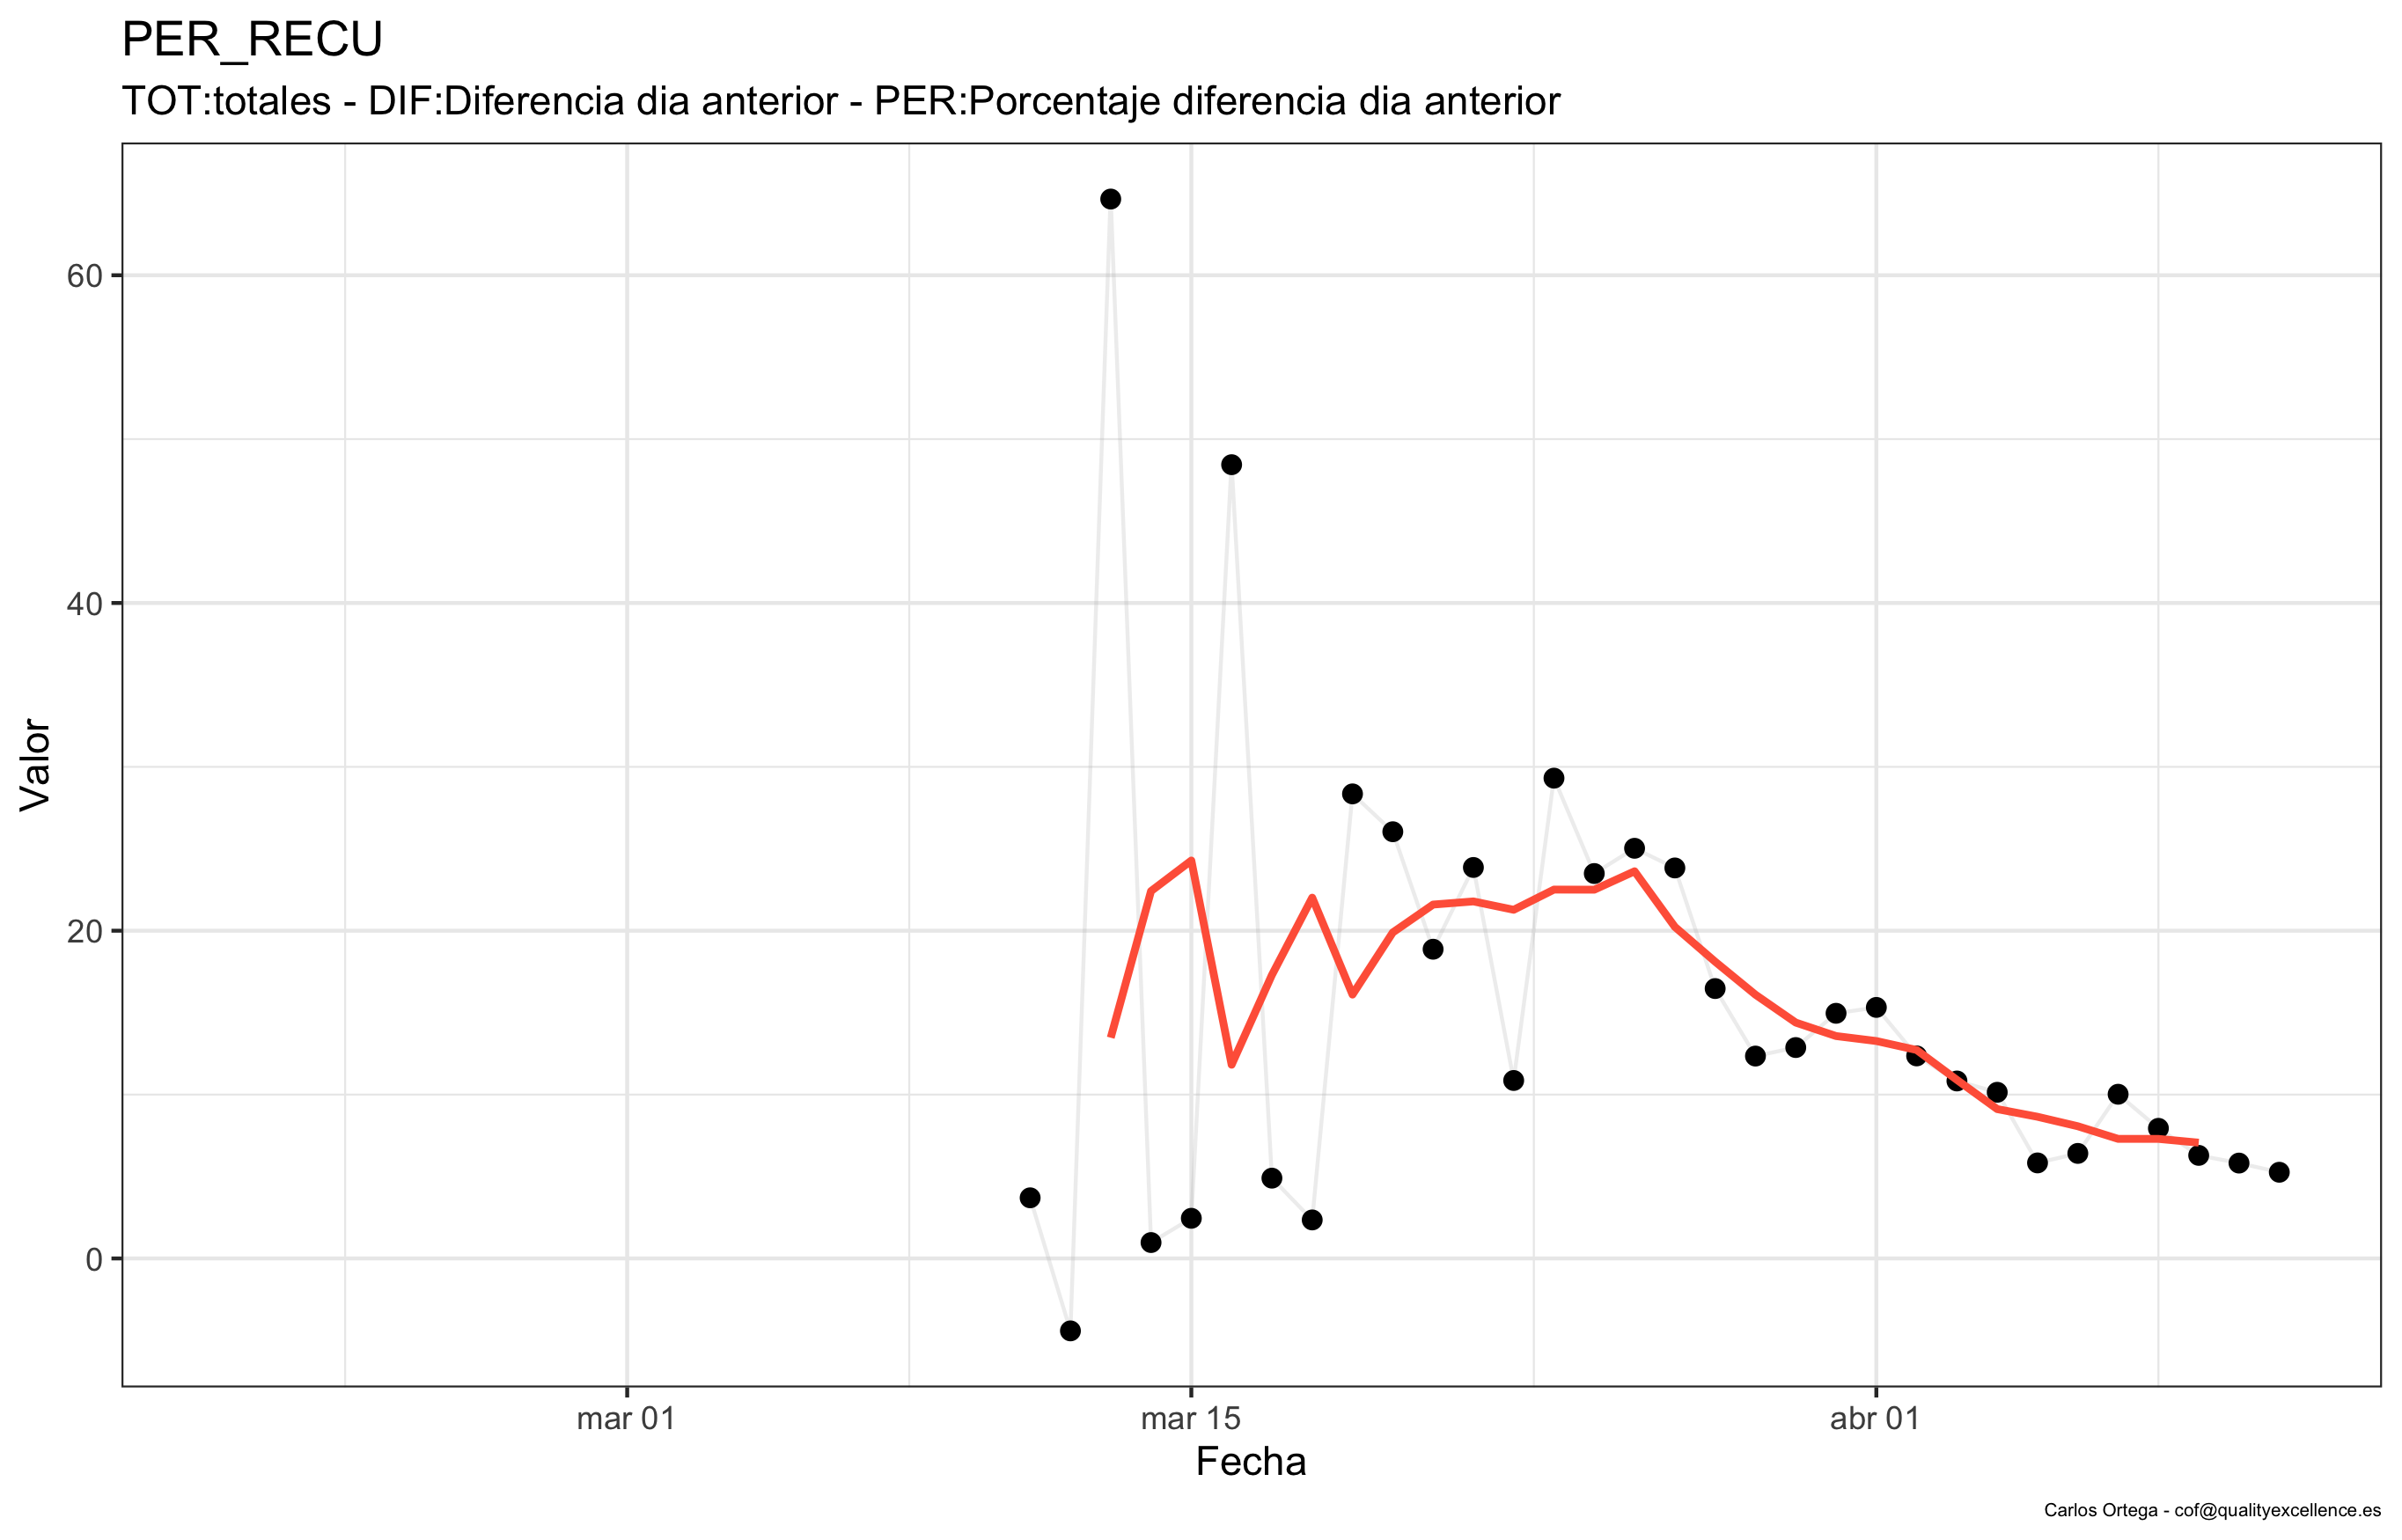 PER_RECU
TOT:totales - DIF:Diferencia dia anterior - PER:Porcentaje diferencia dia anterior
60
40
20
0
Valor
mar 01
mar 15
abr 01
Fecha
Carlos Ortega - cof@qualityexcellence.es